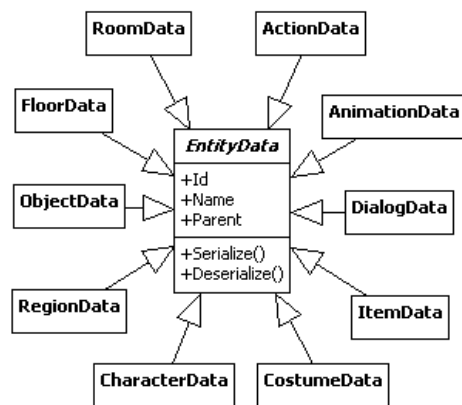 RoomData
ActionData
FloorData
AnimationData
EntityData
+Id
+Name
+Parent
+Serialize()
+Deserialize()
ObjectData
DialogData
RegionData
ItemData
CharacterData
CostumeData